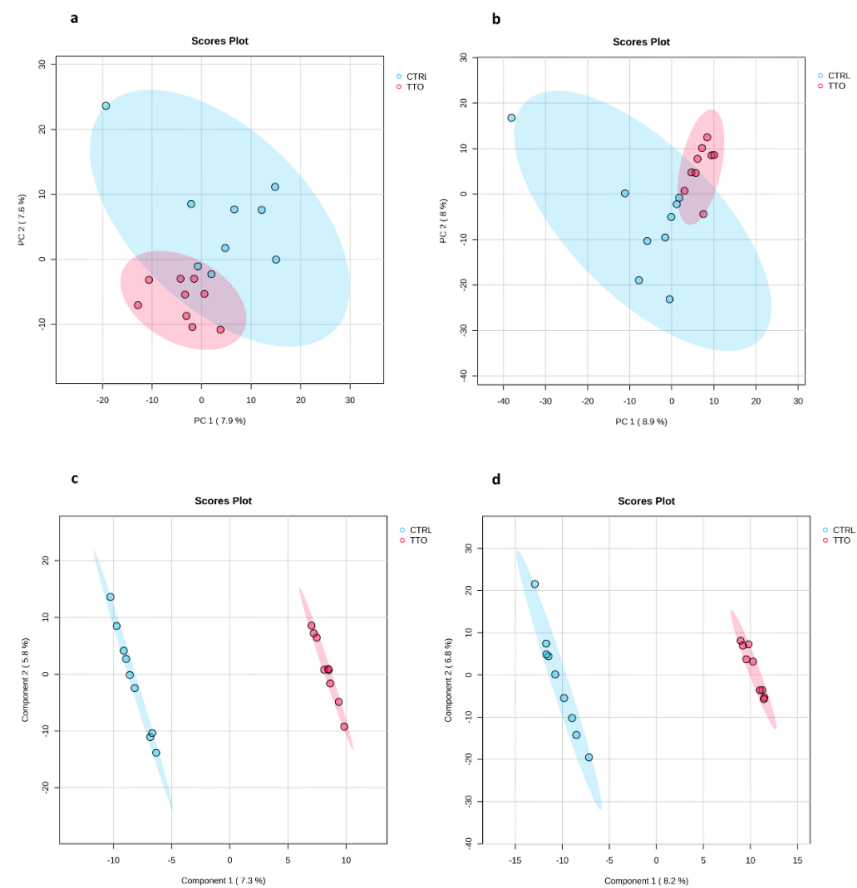 a
Scores Plot
CTRL
TTO
30
20
10
0
-10
PC 2 ( 7.6 %)
-20
-10
0
10
20
30
PC 1 ( 7.9 %)
b
Scores Plot
CTRL
TTO
30
20
10
0
-10
-20
-30
-40
PC 2 ( 8 %)
-40
-30
-20
-10
0
10
20
30
PC 1 ( 8.9 %)
c
Scores Plot
CTRL
TTO
20
10
0
-10
-20
Component 2 ( 5.8 %)
-10
-5
0
5
10
Component 1 ( 7.3 %)
d
Scores Plot
CTRL
TTO
30
20
10
0
-10
-20
-30
-40
Component 2 ( 6.8 %)
-15
-10
-5
0
5
10
15
Component 1 ( 8.2 %)